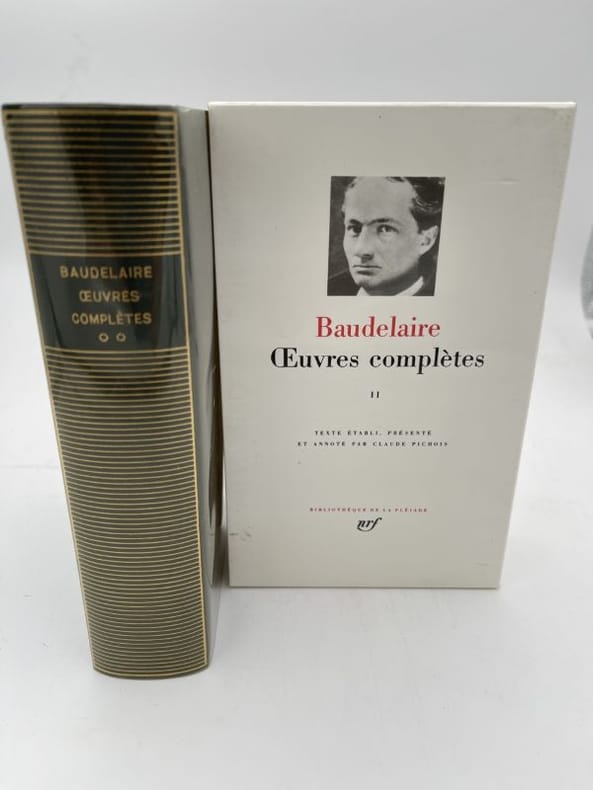 BAUDELAIRE
ŒUVRES
COMPLÈTES
Baudelaire
Œuvres complètes
II
TEXTE ÉTABLI, PRÉSENTÉ
ET ANNOTÉ PAR CLAUDE PICHOIS
BIBLIOTHÈQUE DE LA PLÉIADE
nrf